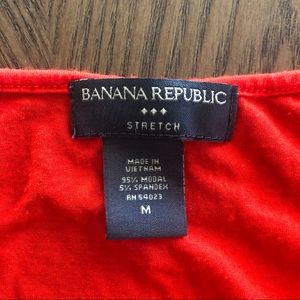 BANANA REPUBLIC
STRETCH
MADE IN
VIETNAM
95% MODAL
5% SPANDEX
RN 54023
M